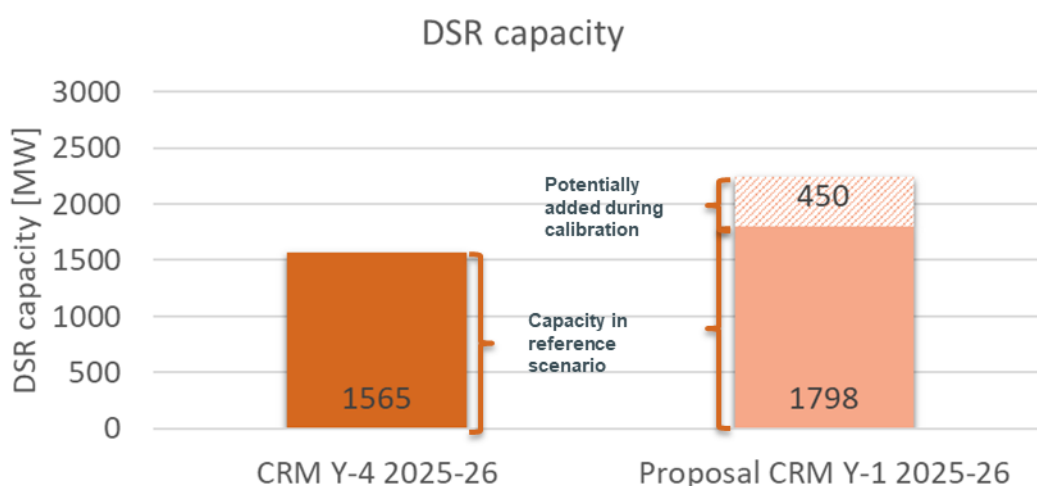 DSR capacity
DSR capacity [MW]
3000
2500
2000
1500
1000
500
0
Potentially
added during
calibration
450
Capacity in
reference
scenario
1565
1798
CRM Y-4 2025-26
Proposal CRM Y-1 2025-26